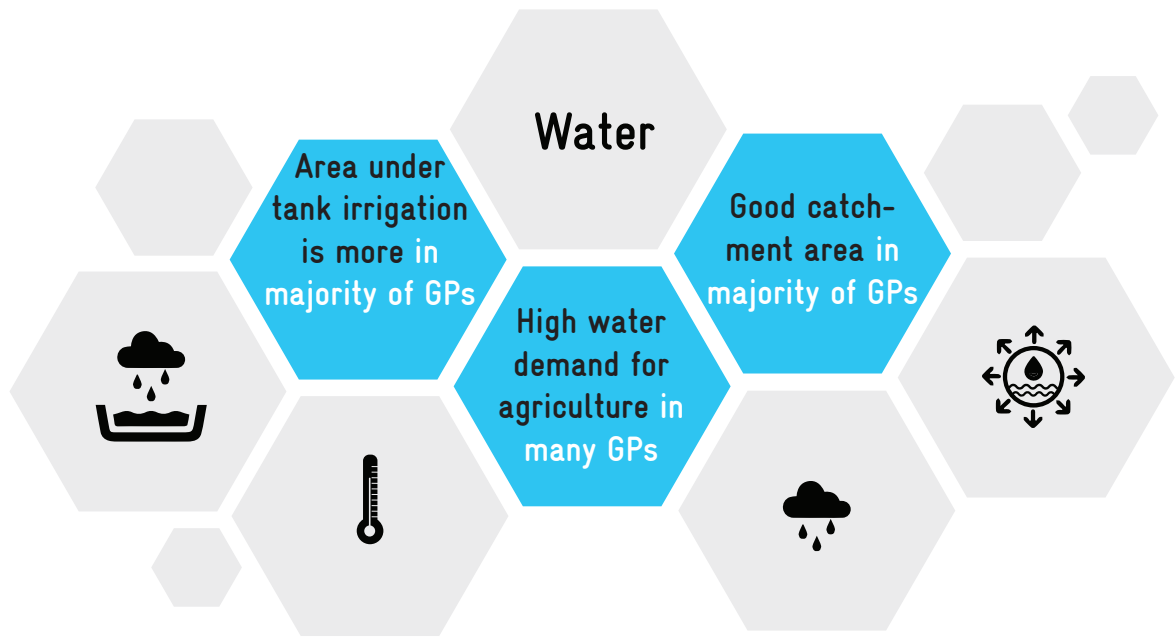 Water
Area under
tank irrigation
is more in
majority of GPs
High water
demand for
agriculture in
many GPs
Good catch-
ment area in
majority of GPs